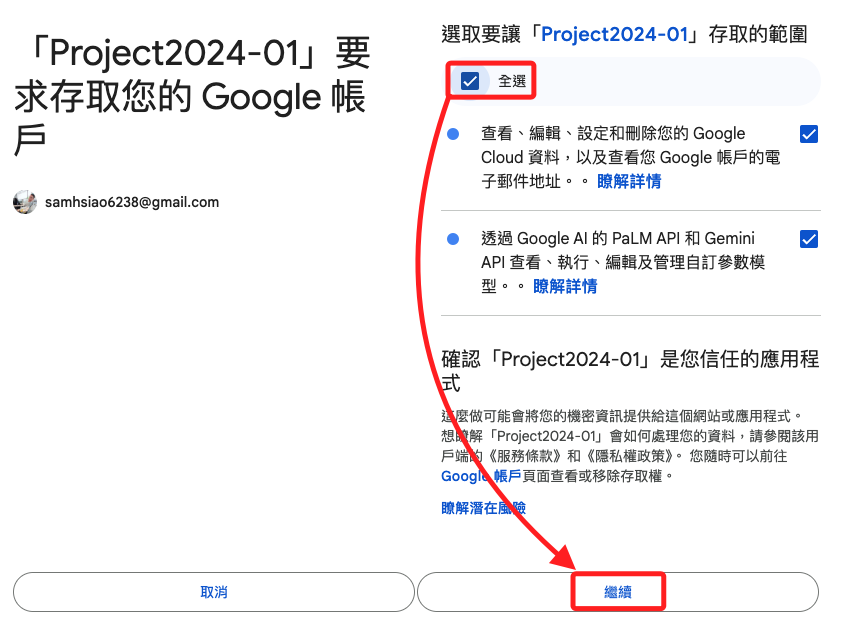 「Project2024-01」要
求存取您的 Google 帳
戶
samhsiao6238@gmail.com
選取要讓「Project2024-01」存取的範圍
全選
查看、編輯、設定和刪除您的 Google
Cloud 資料，以及查看您 Google 帳戶的電
子郵件地址。。 瞭解詳情
透過 Google AI 的 PaLM API 和 Gemini
API 查看、執行、編輯及管理自訂參數模
型。。 瞭解詳情
確認「Project2024-01」是您信任的應用程
式
這麼做可能會將您的機密資訊提供給這個網站或應用程式。
想瞭解「Project2024-01」會如何處理您的資料，請參閱該用
戶端的《服務條款》和《隱私權政策》。您隨時可以前往
Google 帳戶頁面查看或移除存取權。
瞭解潛在風險
取消
繼續